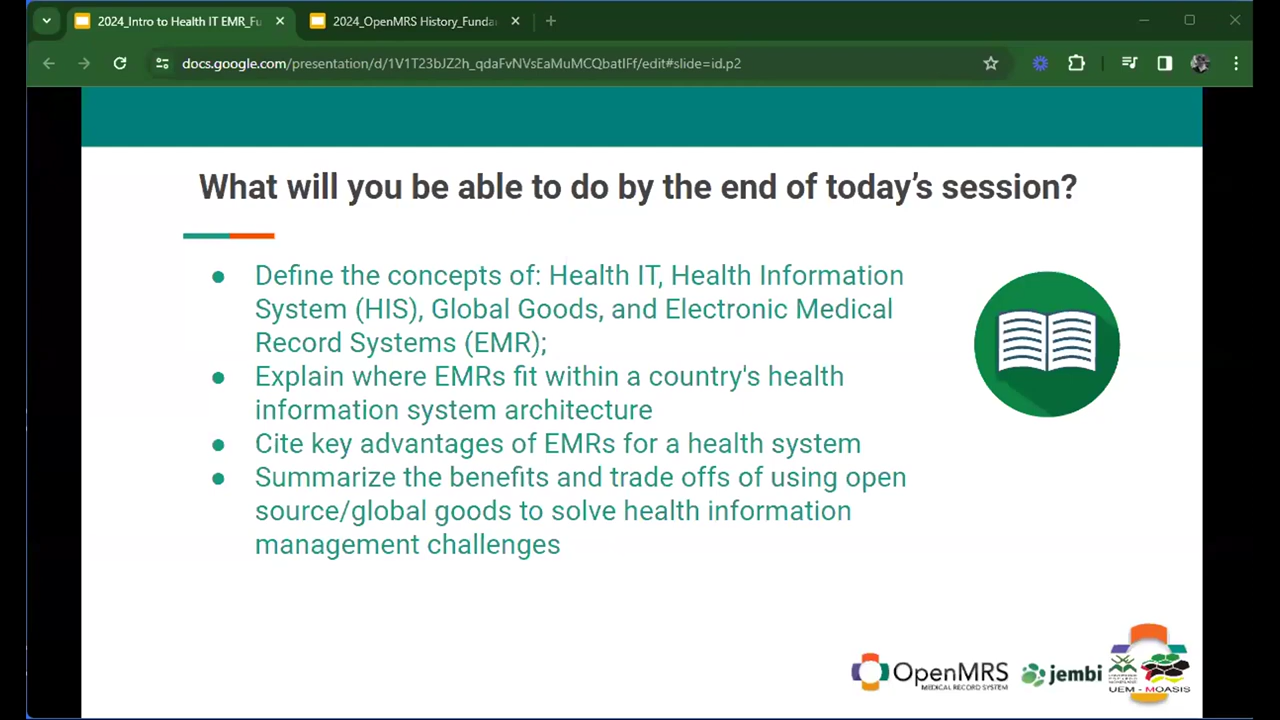 2024_Intro to Health IT EMR_Fu
2024_OpenMRS History_Funda
docs.google.com/presentation/d/1V1T23bJZ2h_qdaFvNVsEaMuMCQbatIFf/edit#slide=id.p2
What will you be able to do by the end of today’s session?
● Define the concepts of: Health IT, Health Information
System (HIS), Global Goods, and Electronic Medical
Record Systems (EMR);
● Explain where EMRs fit within a country's health
information system architecture
● Cite key advantages of EMRs for a health system
● Summarize the benefits and trade offs of using open
source/global goods to solve health information
management challenges
OpenMRS
MEDICAL RECORD SYSTEM
jembi
UEM - MOASIS